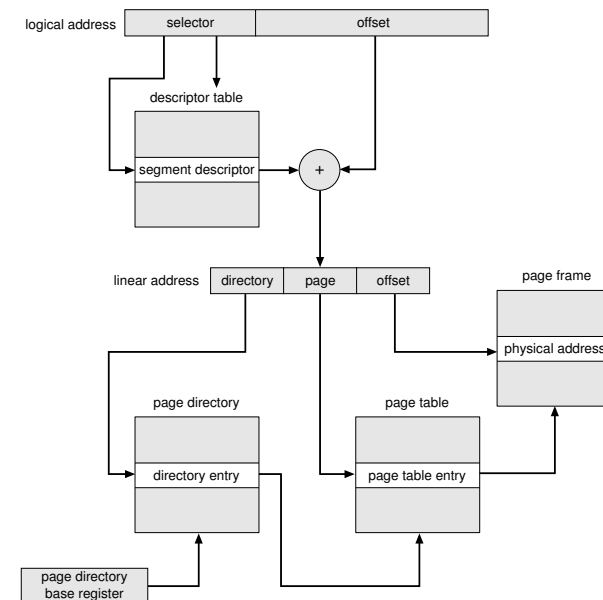 logical address
selector
offset
descriptor table
segment descriptor
+
linear address
directory
page
offset
page frame
physical address
page directory
page table
directory entry
page table entry
page directory
base register